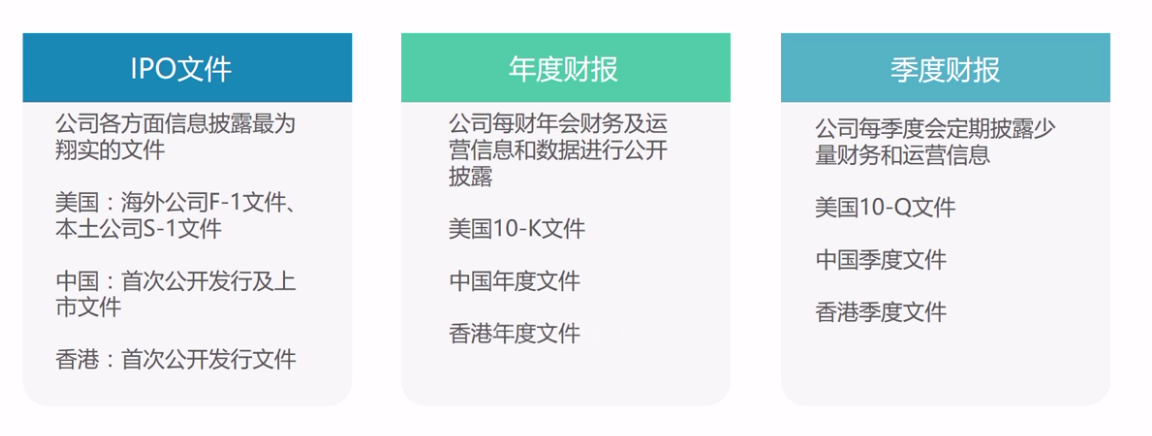 IPO文件
公司各方面信息披露最为
翔实的文件
美国：海外公司F-1文件、
本土公司S-1文件
中国：首次公开发行及上
市文件
香港：首次公开发行文件
年度财报
公司每财年会财务及运
营信息和数据进行公开
披露
美国10-K文件
中国年度文件
香港年度文件
季度财报
公司每季度会定期披露少
量财务和运营信息
美国10-Q文件
中国季度文件
香港季度文件